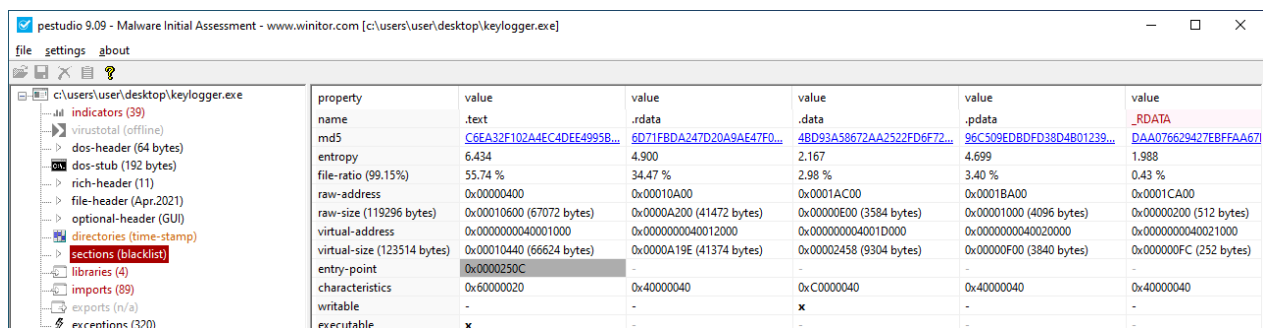 pestudio 9.09 - Malware Initial Assessment - www.winitor.com [c:\users\user\desktop\keylogger.exe]
file settings about
c:\users\user\desktop\keylogger.exe
indicators (39)
virustotal (offline)
dos-header (64 bytes)
dos-stub (192 bytes)
rich-header (11)
file-header (Apr.2021)
optional-header (GUI)
directories (time-stamp)
sections (blacklist)
libraries (4)
imports (89)
exports (n/a)
exceptions (320)
property value value value value value
name .text .rdata .data .pdata _RDATA
md5 C6EA32F102A4EC4DEE4995B... 6D71FBDA247D20A9AE47F0... 4BD93A58672AA2522FD6F72... 96C509EDBDFD38D4B01239... DAA076629427EBFFAA67
entropy 6.434 4.900 2.167 4.699 1.988
file-ratio (99.15%) 55.74 % 34.47 % 2.98 % 3.40 % 0.43 %
raw-address 0x00000400 0x00010A00 0x0001AC00 0x0001BA00 0x0001CA00
raw-size (119296 bytes) 0x00010600 (67072 bytes) 0x0000A200 (41472 bytes) 0x00000E00 (3584 bytes) 0x00001000 (4096 bytes) 0x00000200 (512 bytes)
virtual-address 0x0000000040001000 0x0000000040012000 0x000000004001D000 0x0000000040020000 0x0000000040021000
virtual-size (123514 bytes) 0x00010440 (66624 bytes) 0x0000A19E (41374 bytes) 0x00002458 (9304 bytes) 0x00000F00 (3840 bytes) 0x000000FC (252 bytes)
entry-point 0x0000250C - - - -
characteristics 0x60000020 0x40000040 0xC0000040 0x40000040 0x40000040
writable - - x - -
executable x - - - -